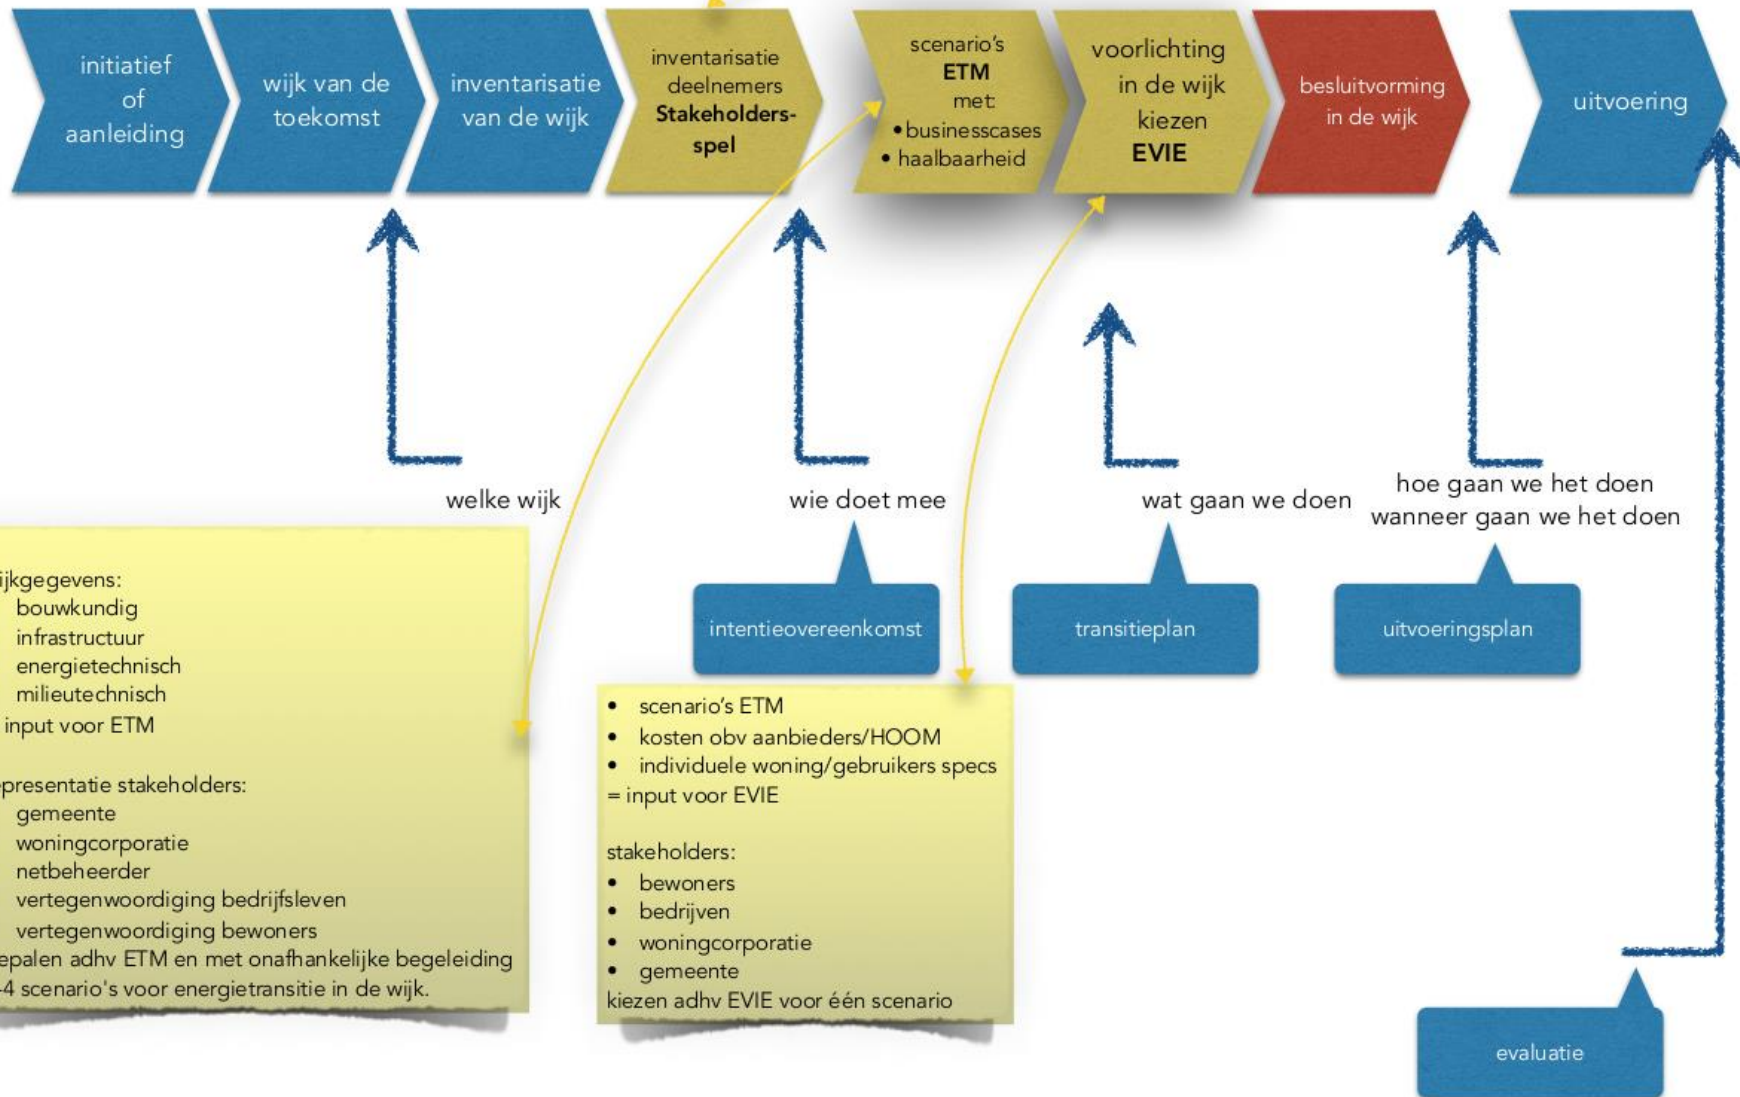 initiatief
of
aanleiding
wijk van de
toekomst
inventarisatie
van de wijk
inventarisatie
deelnemers
Stakeholders-
spel
scenario's
ETM
met:
• businesscases
• haalbaarheid
voorlichting
in de wijk
kiezen
EVIE
besluitvorming
in de wijk
uitvoering
welke wijk
wie doet mee
wat gaan we doen
hoe gaan we het doen
wanneer gaan we het doen
intentieovereenkomst
transitieplan
uitvoeringsplan
ijkgegevens:
bouwkundig
infrastructuur
energietechnisch
milieutechnisch
input voor ETM
epresentatie stakeholders:
gemeente
woningcorporatie
netbeheerder
vertegenwoordiging bedrijfsleven
vertegenwoordiging bewoners
epalen adhv ETM en met onafhankelijke begeleiding
-4 scenario's voor energietransitie in de wijk.
• scenario's ETM
• kosten obv aanbieders/HOOM
• individuele woning/gebruikers specs
= input voor EVIE
stakeholders:
• bewoners
• bedrijven
• woningcorporatie
• gemeente
kiezen adhv EVIE voor één scenario
evaluatie